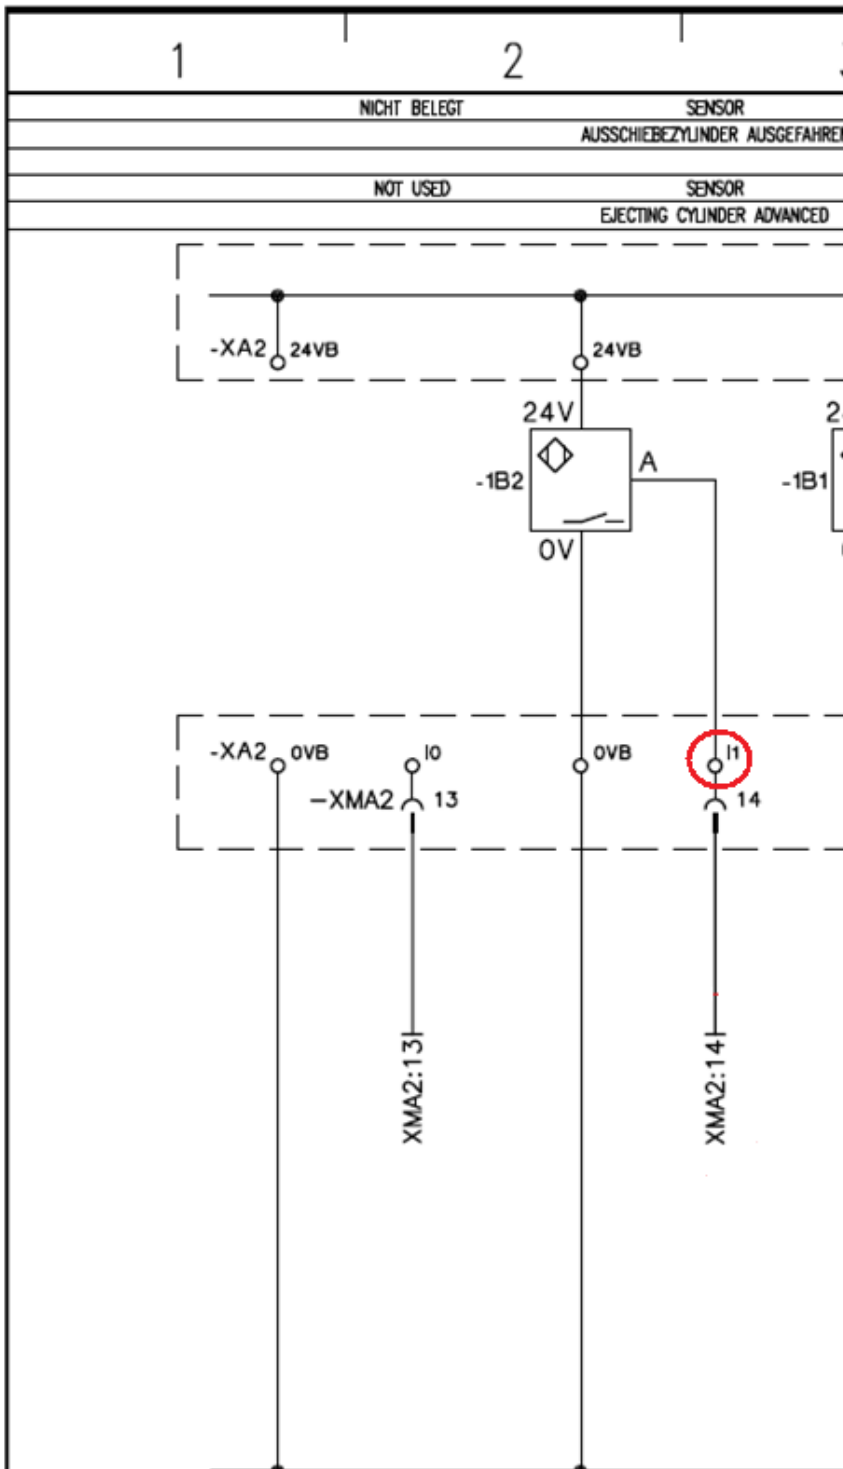 1 2
NICHT BELEGT SENSOR
AUSSCHIEBEZYLINDER AUSGEFAHREN
NOT USED SENSOR
EJECTING CYLINDER ADVANCED
-XA2 24VB 24VB
24V
-1B2 A -1B1
0V
-XA2 0VB I0 0VB I1
-XMA2 13 14
XMA2:13 XMA2:14